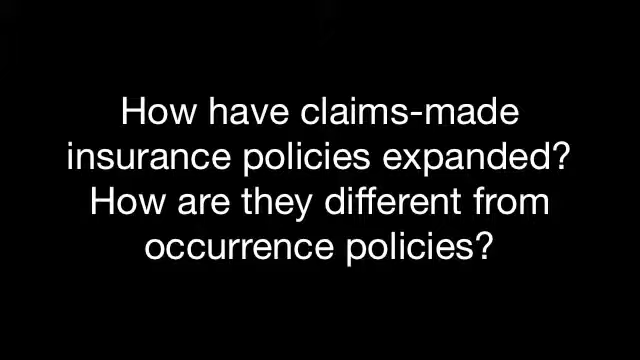 How have claims-made
insurance policies expanded?
How are they different from
occurrence policies?